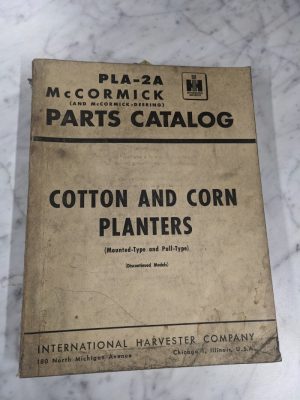 PLA-2A
McCORMICK
(AND McCORMICK-DEERING)
PARTS CATALOG
COTTON AND CORN
PLANTERS
(Mounted-Type and Pull-Type)
(Discontinued Models)
INTERNATIONAL HARVESTER COMPANY
180 North Michigan Avenue Chicago 1, Illinois, U.S.A.